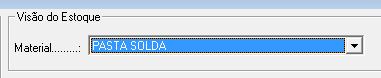 Visão do Estoque
Material.........: PASTA SOLDA